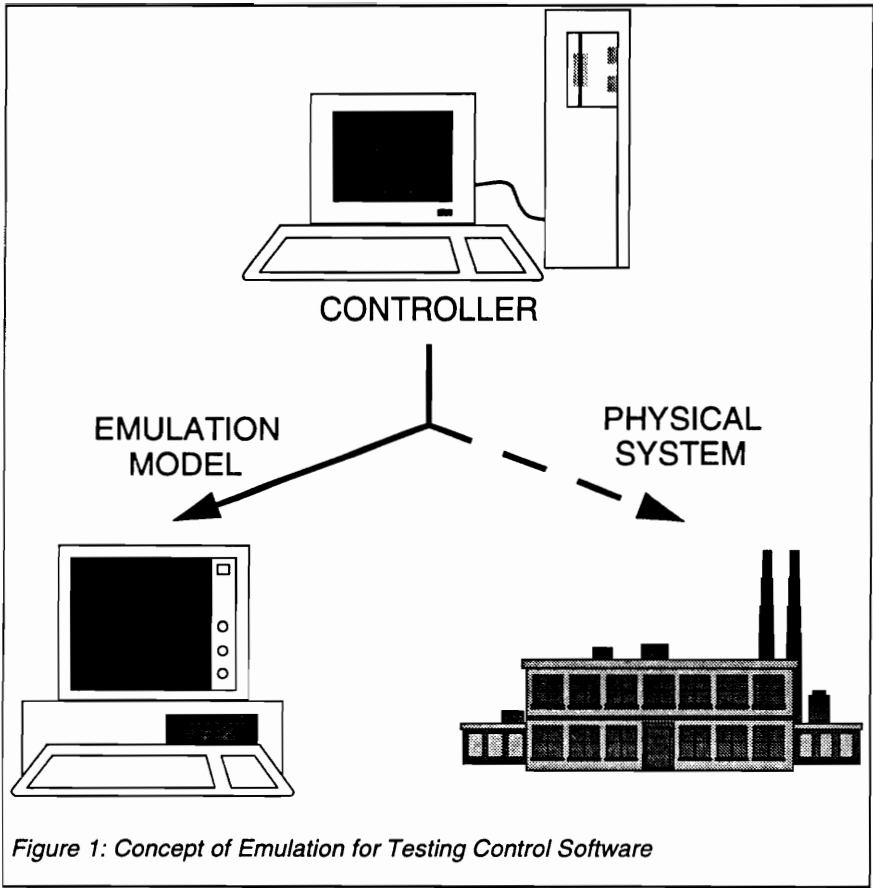 CONTROLLER
EMULATION
MODEL
PHYSICAL
SYSTEM
Figure 1: Concept of Emulation for Testing Control Software